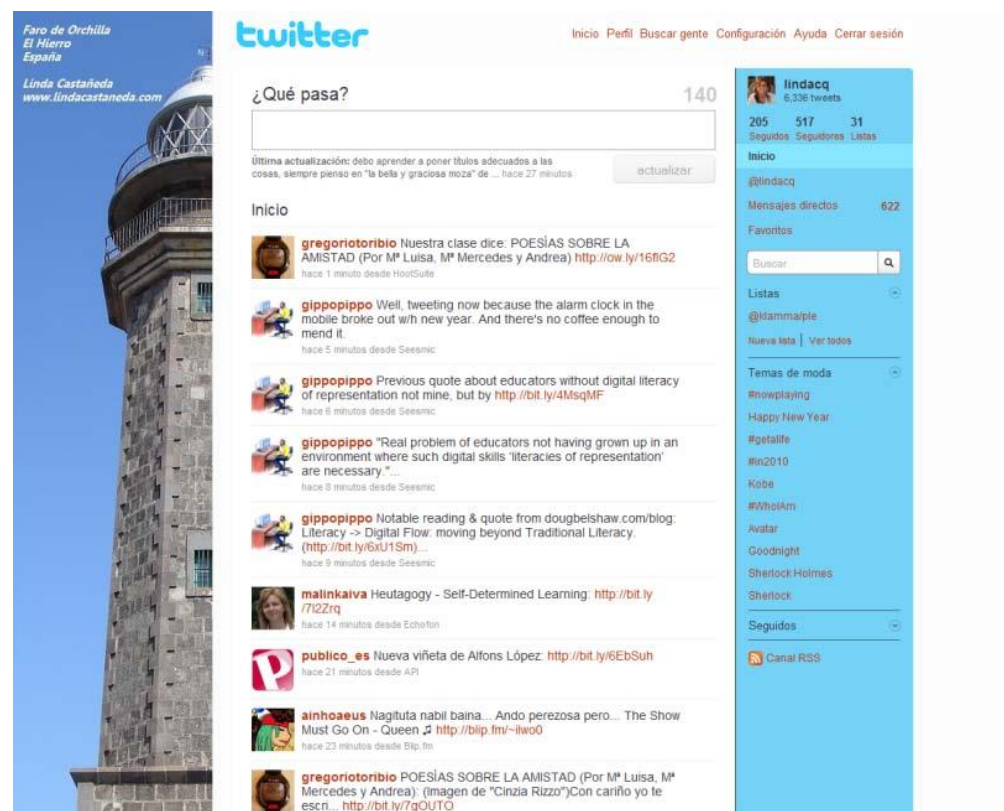 Faro de Orchilla
El Hierro
España
Linda Castañeda
www.lindacastaneda.com
twitter
Inicio Perfil Buscar gente Configuración Ayuda Cerrar sesión
¿Qué pasa? 140
Última actualización: debo aprender a poner títulos adecuados a las
cosas, siempre pienso en "la bella y graciosa moza" de ... hace 27 minutos
actualizar
Inicio
gregoriotoribio Nuestra clase dice: POESÌAS SOBRE LA
AMISTAD (Por Mª Luisa, Mª Mercedes y Andrea) http://ow.ly/16flG2
hace 1 minuto desde HootSuite
gippopippo Well, tweeting now because the alarm clock in the
mobile broke out w/h new year. And there's no coffee enough to
mend it.
hace 5 minutos desde Seesmic
gippopippo Previous quote about educators without digital literacy
of representation not mine, but by http://bit.ly/4MsqMF
hace 6 minutos desde Seesmic
gippopippo "Real problem of educators not having grown up in an
environment where such digital skills 'literacies of representation'
are necessary."...
hace 8 minutos desde Seesmic
gippopippo Notable reading & quote from dougbelshaw.com/blog:
Literacy -> Digital Flow: moving beyond Traditional Literacy.
(http://bit.ly/6xU1Sm)...
hace 9 minutos desde Seesmic
malinkaiva Heutagogy - Self-Determined Learning: http://bit.ly
/7l2Zrq
hace 14 minutos desde Echofon
publico_es Nueva viñeta de Alfons López: http://bit.ly/6EbSuh
hace 21 minutos desde API
ainhoaeus Nagituta nabil baina... Ando perezosa pero... The Show
Must Go On - Queen ♫ http://blip.fm/~ilwo0
hace 23 minutos desde Blip.fm
gregoriotoribio POESÌAS SOBRE LA AMISTAD (Por Mª Luisa, Mª
Mercedes y Andrea): (Imagen de "Cinzia Rizzo")Con cariño yo te
escri... http://bit.ly/7gOUTO
lindacq
6,336 tweets
205 517 31
Seguidos Seguidores Listas
Inicio
@lindacq
Mensajes directos 622
Favoritos
Buscar
Listas
@klamma/ple
Nueva lista | Ver todos
Temas de moda
#nowplaying
Happy New Year
#getalife
#in2010
Kobe
#WhoIAm
Avatar
Goodnight
Sherlock Holmes
Sherlock
Seguidos
Canal RSS